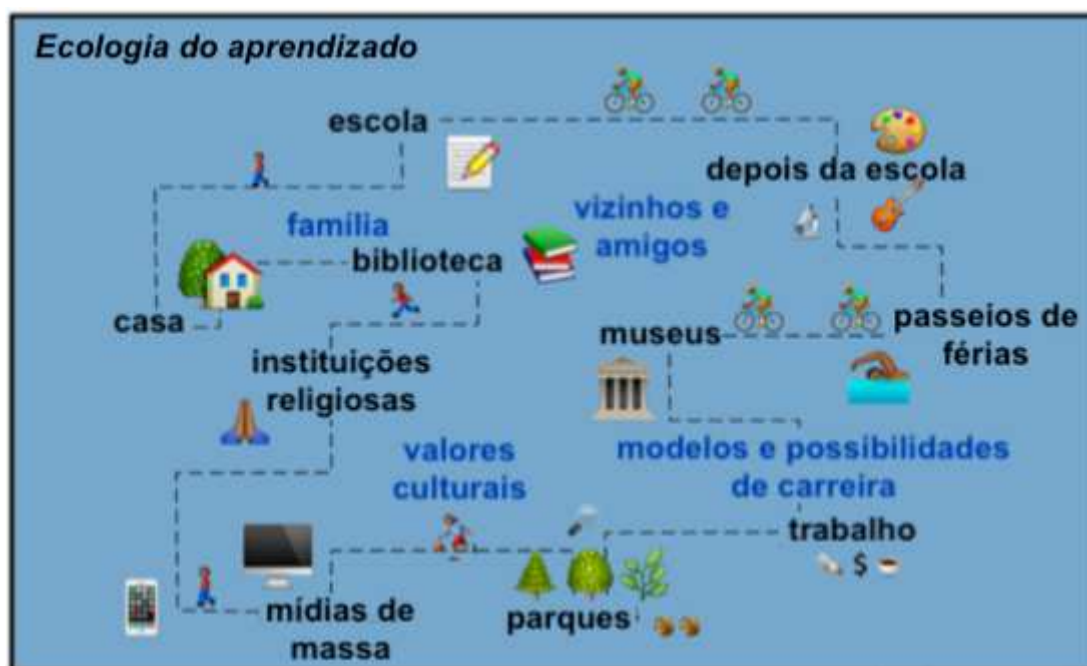 Ecologia do aprendizado
escola
depois da escola
família
vizinhos e
amigos
biblioteca
casa
museus
passeios de
férias
instituições
religiosas
valores
culturais
modelos e possibilidades
de carreira
trabalho
$
mídias de
massa
parques